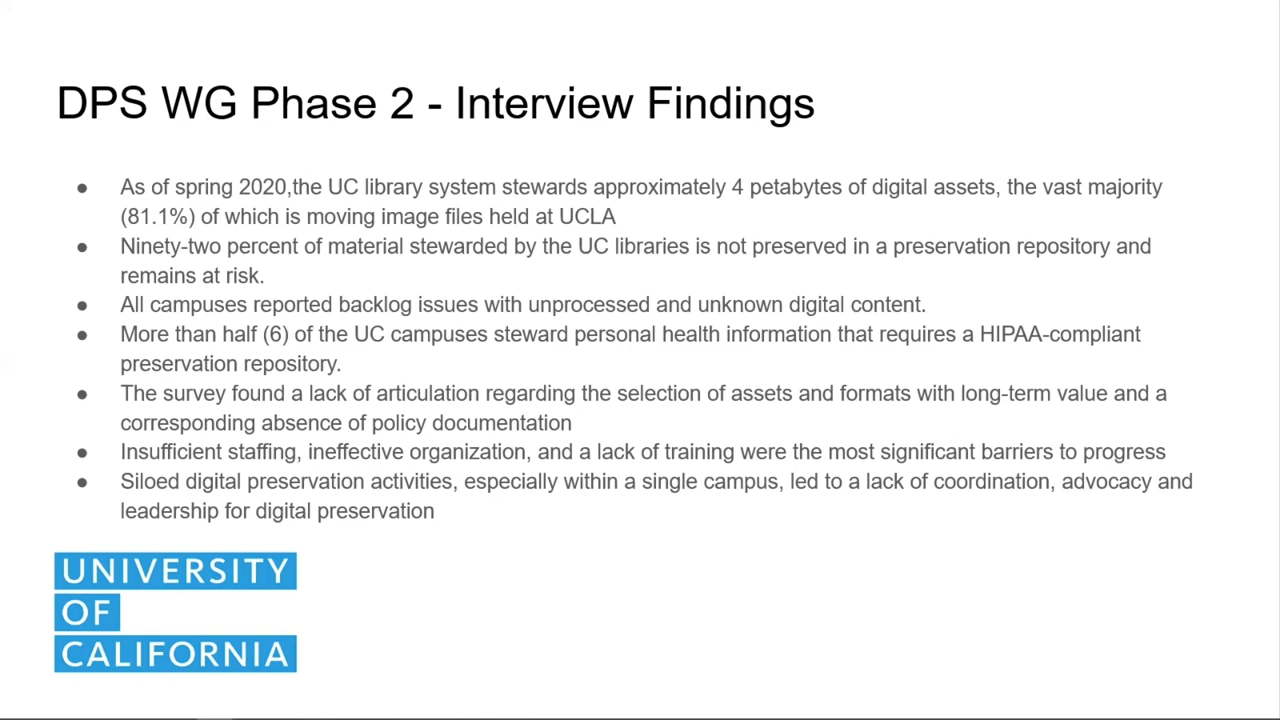 DPS WG Phase 2 - Interview Findings
● As of spring 2020,the UC library system stewards approximately 4 petabytes of digital assets, the vast majority
(81.1%) of which is moving image files held at UCLA
● Ninety-two percent of material stewarded by the UC libraries is not preserved in a preservation repository and
remains at risk.
● All campuses reported backlog issues with unprocessed and unknown digital content.
● More than half (6) of the UC campuses steward personal health information that requires a HIPAA-compliant
preservation repository.
● The survey found a lack of articulation regarding the selection of assets and formats with long-term value and a
corresponding absence of policy documentation
● Insufficient staffing, ineffective organization, and a lack of training were the most significant barriers to progress
● Siloed digital preservation activities, especially within a single campus, led to a lack of coordination, advocacy and
leadership for digital preservation
UNIVERSITY
OF
CALIFORNIA